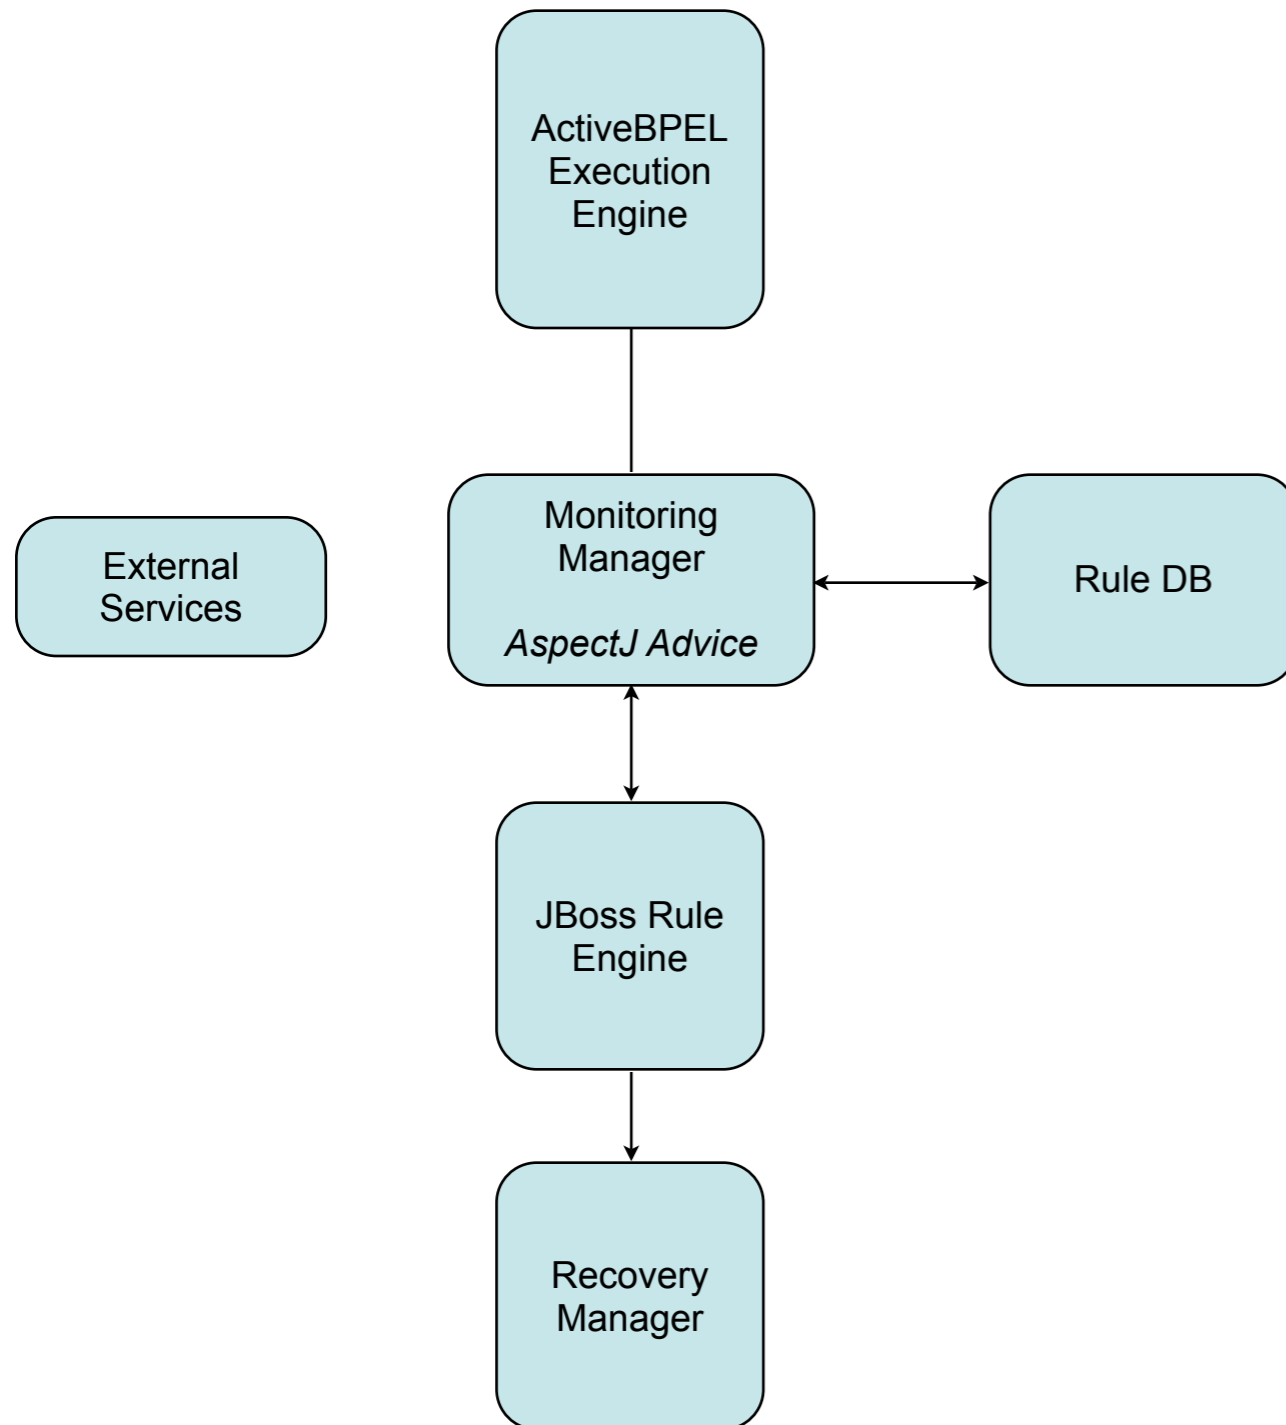 ActiveBPEL
Execution
Engine
Monitoring
Manager
AspectJ Advice
External
Services
Rule DB
JBoss Rule
Engine
Recovery
Manager